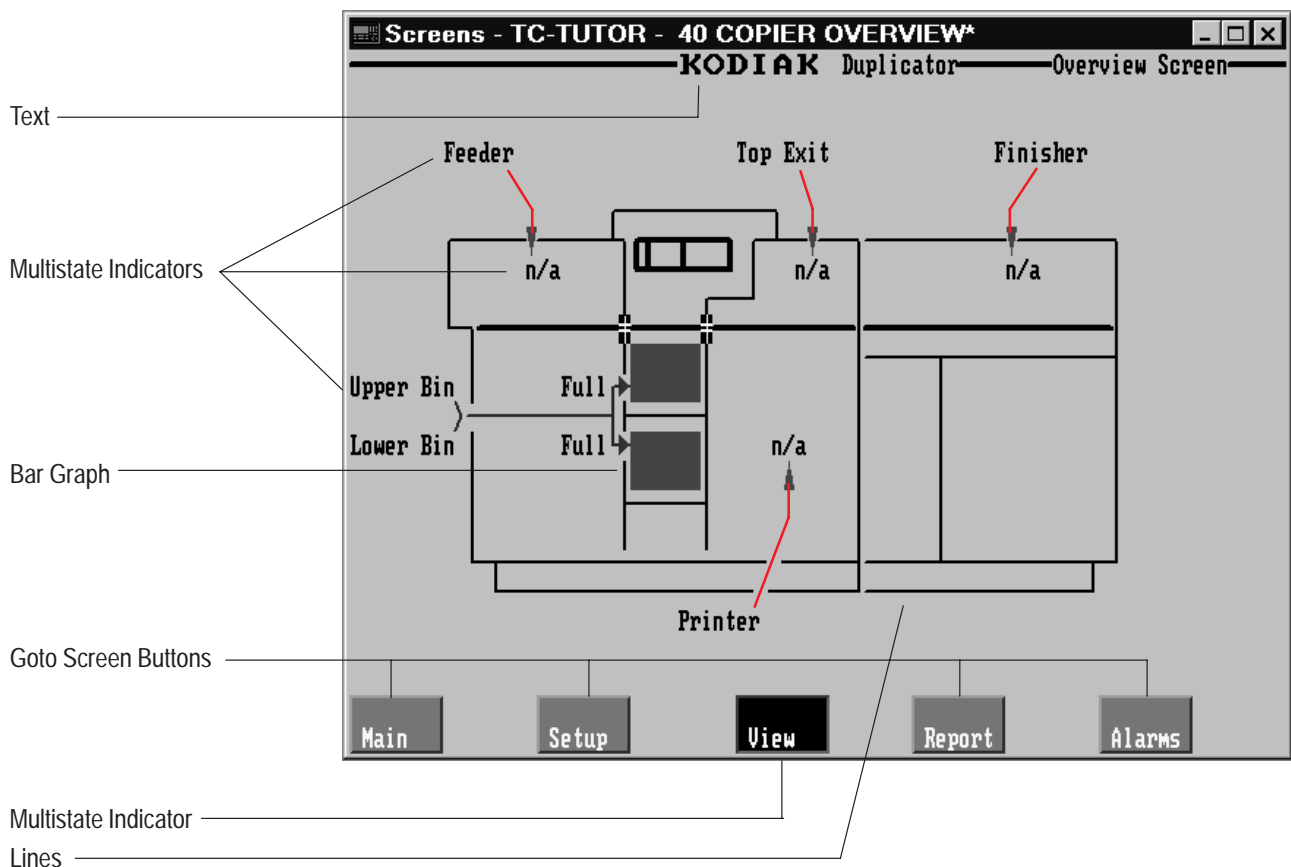 Screens - TC-TUTOR - 40 COPIER OVERVIEW*
KODIAK Duplicator Overview Screen
Text
Feeder Top Exit Finisher
Multistate Indicators
n/a n/a n/a
Upper Bin Full
Lower Bin Full n/a
Bar Graph
Printer
Goto Screen Buttons
Main Setup View Report Alarms
Multistate Indicator
Lines